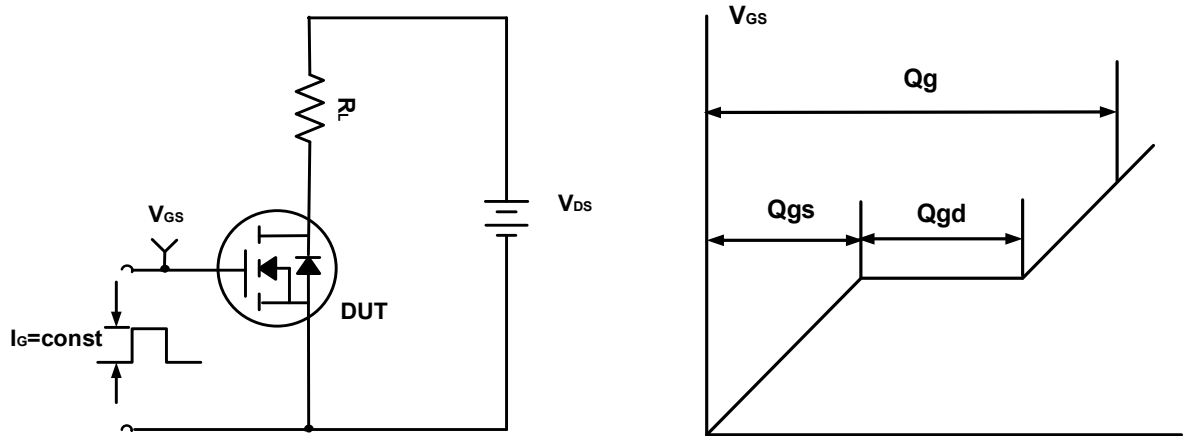 RL
VGS
VDS
DUT
IG=const
VGS
Qg
Qgs
Qgd